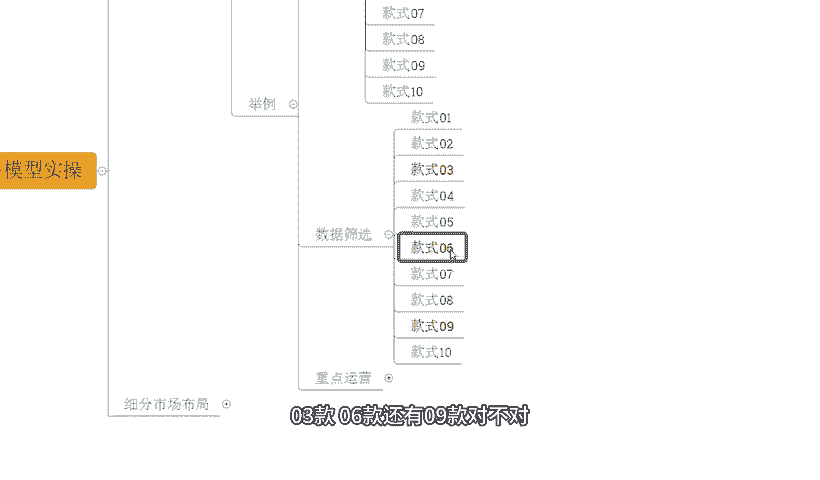 款式07
款式08
款式09
举例
款式10
款式01
款式02
模型实操
款式03
款式04
款式05
数据筛选
款式06
款式07
款式08
款式09
款式10
重点运营
细分市场布局
03款 06款还有09款对不对